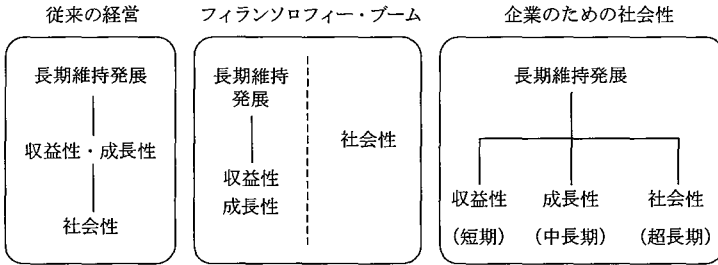 従来の経営
長期維持発展
収益性・成長性
社会性
フィランソロフィー・ブーム
長期維持
発展
収益性
成長性
社会性
企業のための社会性
長期維持発展
収益性 成長性 社会性
(短期) (中長期) (超長期)